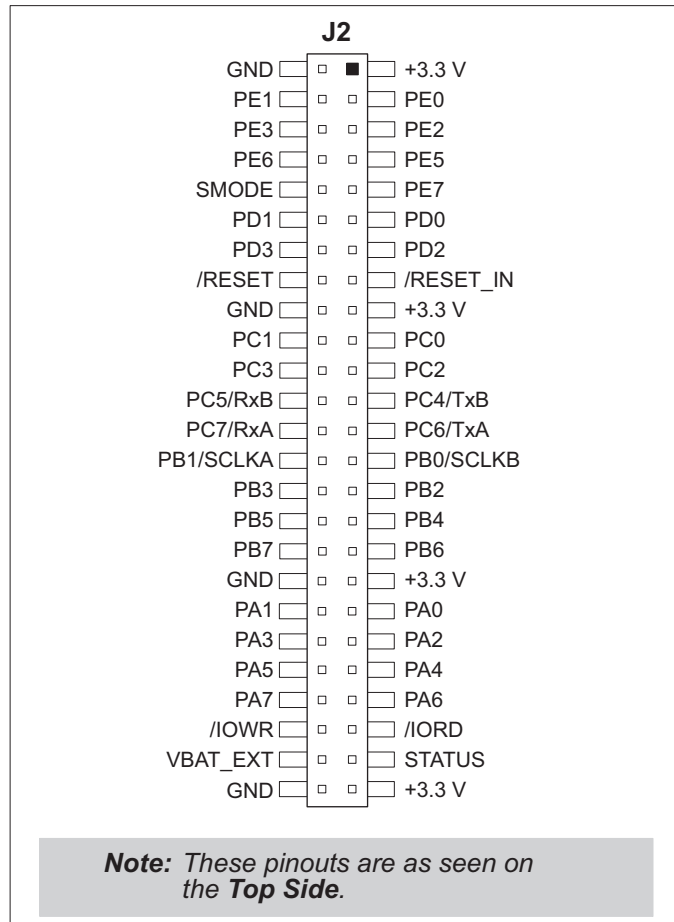 J2
GND +3.3 V
PE1 PE0
PE3 PE2
PE6 PE5
SMODE PE7
PD1 PD0
PD3 PD2
/RESET /RESET_IN
GND +3.3 V
PC1 PC0
PC3 PC2
PC5/RxB PC4/TxB
PC7/RxA PC6/TxA
PB1/SCLKA PB0/SCLKB
PB3 PB2
PB5 PB4
PB7 PB6
GND +3.3 V
PA1 PA0
PA3 PA2
PA5 PA4
PA7 PA6
/IOWR /IORD
VBAT_EXT STATUS
GND +3.3 V
Note: These pinouts are as seen on
the Top Side.